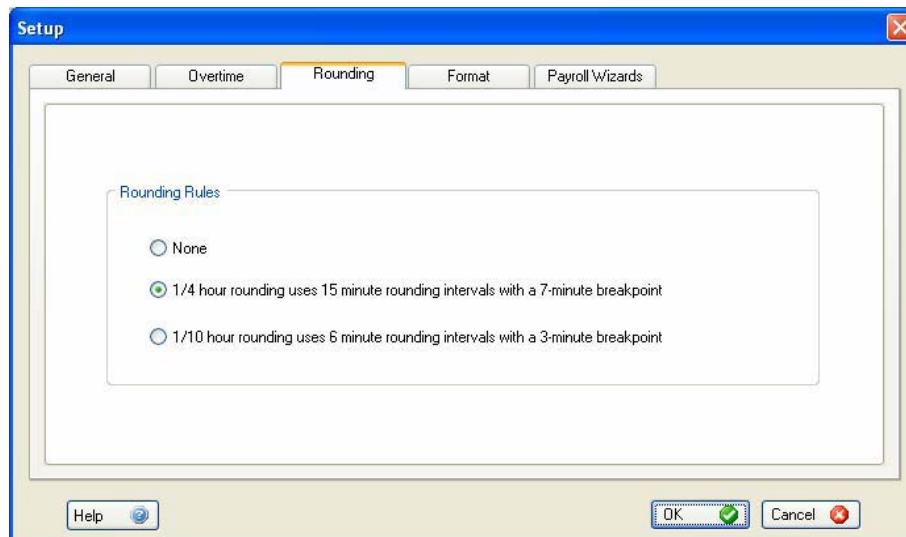 Setup
General Overtime Rounding Format Payroll Wizards
Rounding Rules
None
1/4 hour rounding uses 15 minute rounding intervals with a 7-minute breakpoint
1/10 hour rounding uses 6 minute rounding intervals with a 3-minute breakpoint
Help OK Cancel